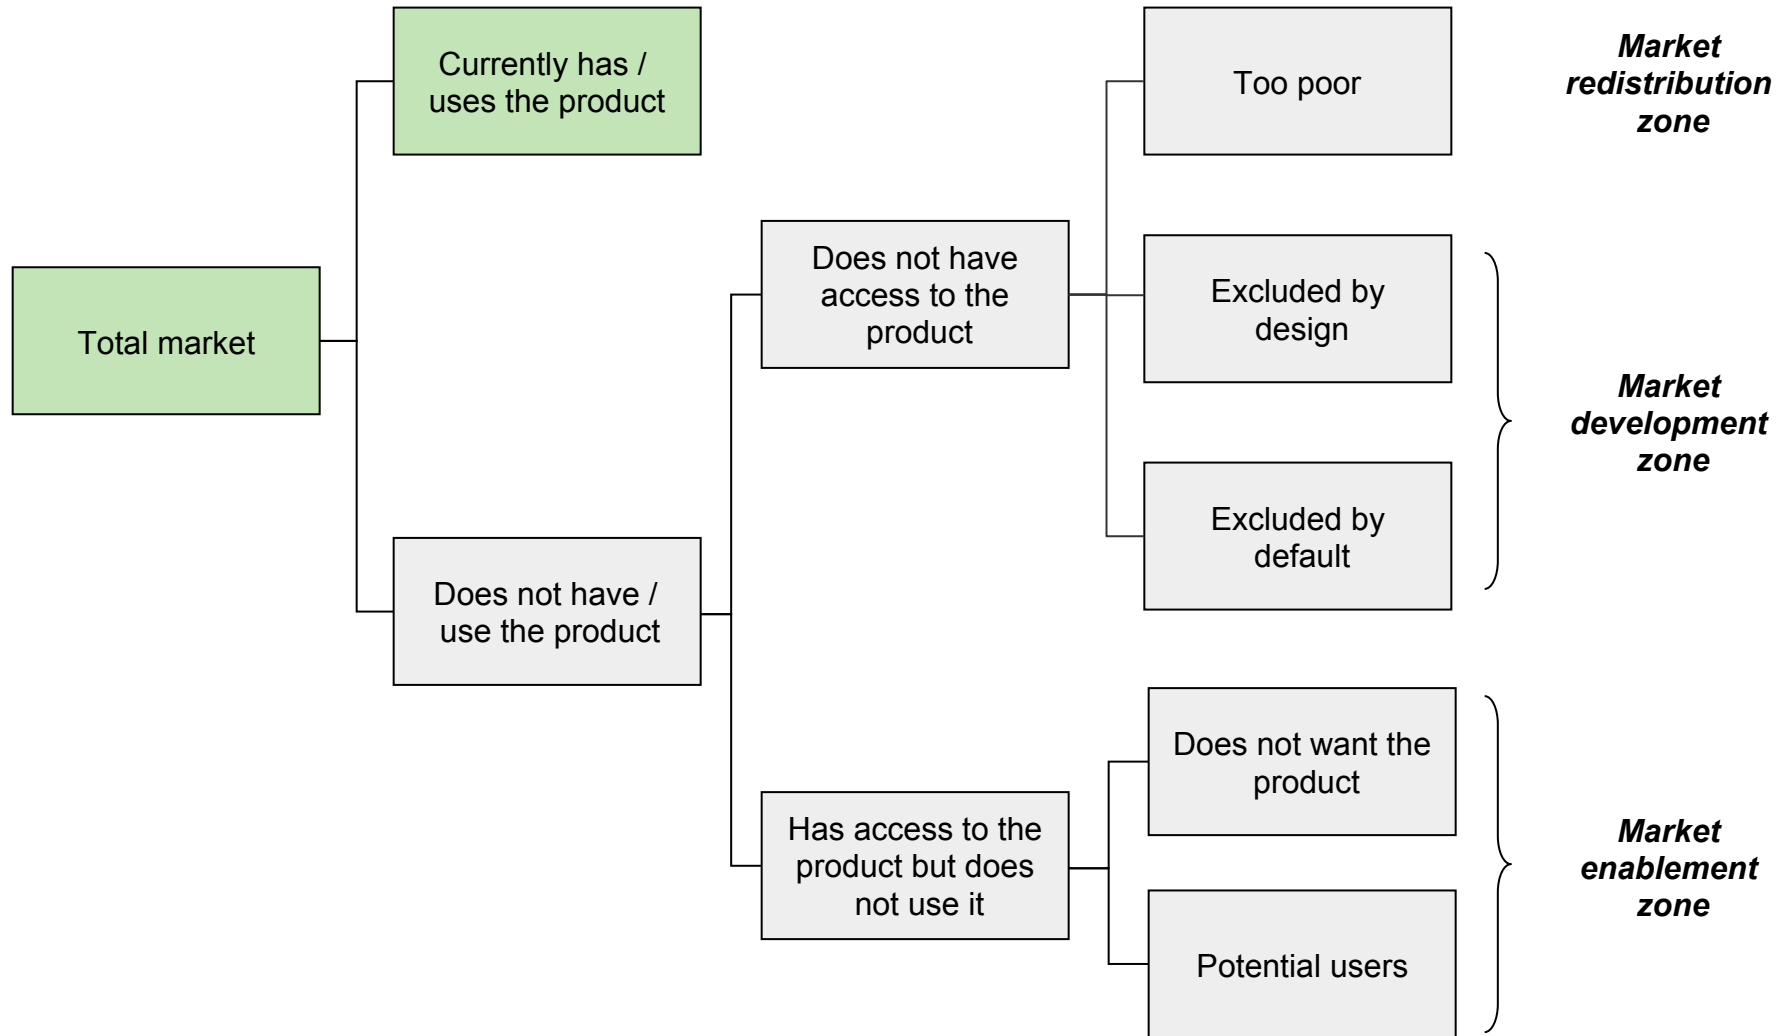 Currently has /
uses the product
Too poor
Market
redistribution
zone
Total market
Does not have
access to the
product
Excluded by
design
Market
development
zone
Excluded by
default
Does not have /
use the product
Does not want the
product
Has access to the
product but does
not use it
Market
enablement
zone
Potential users